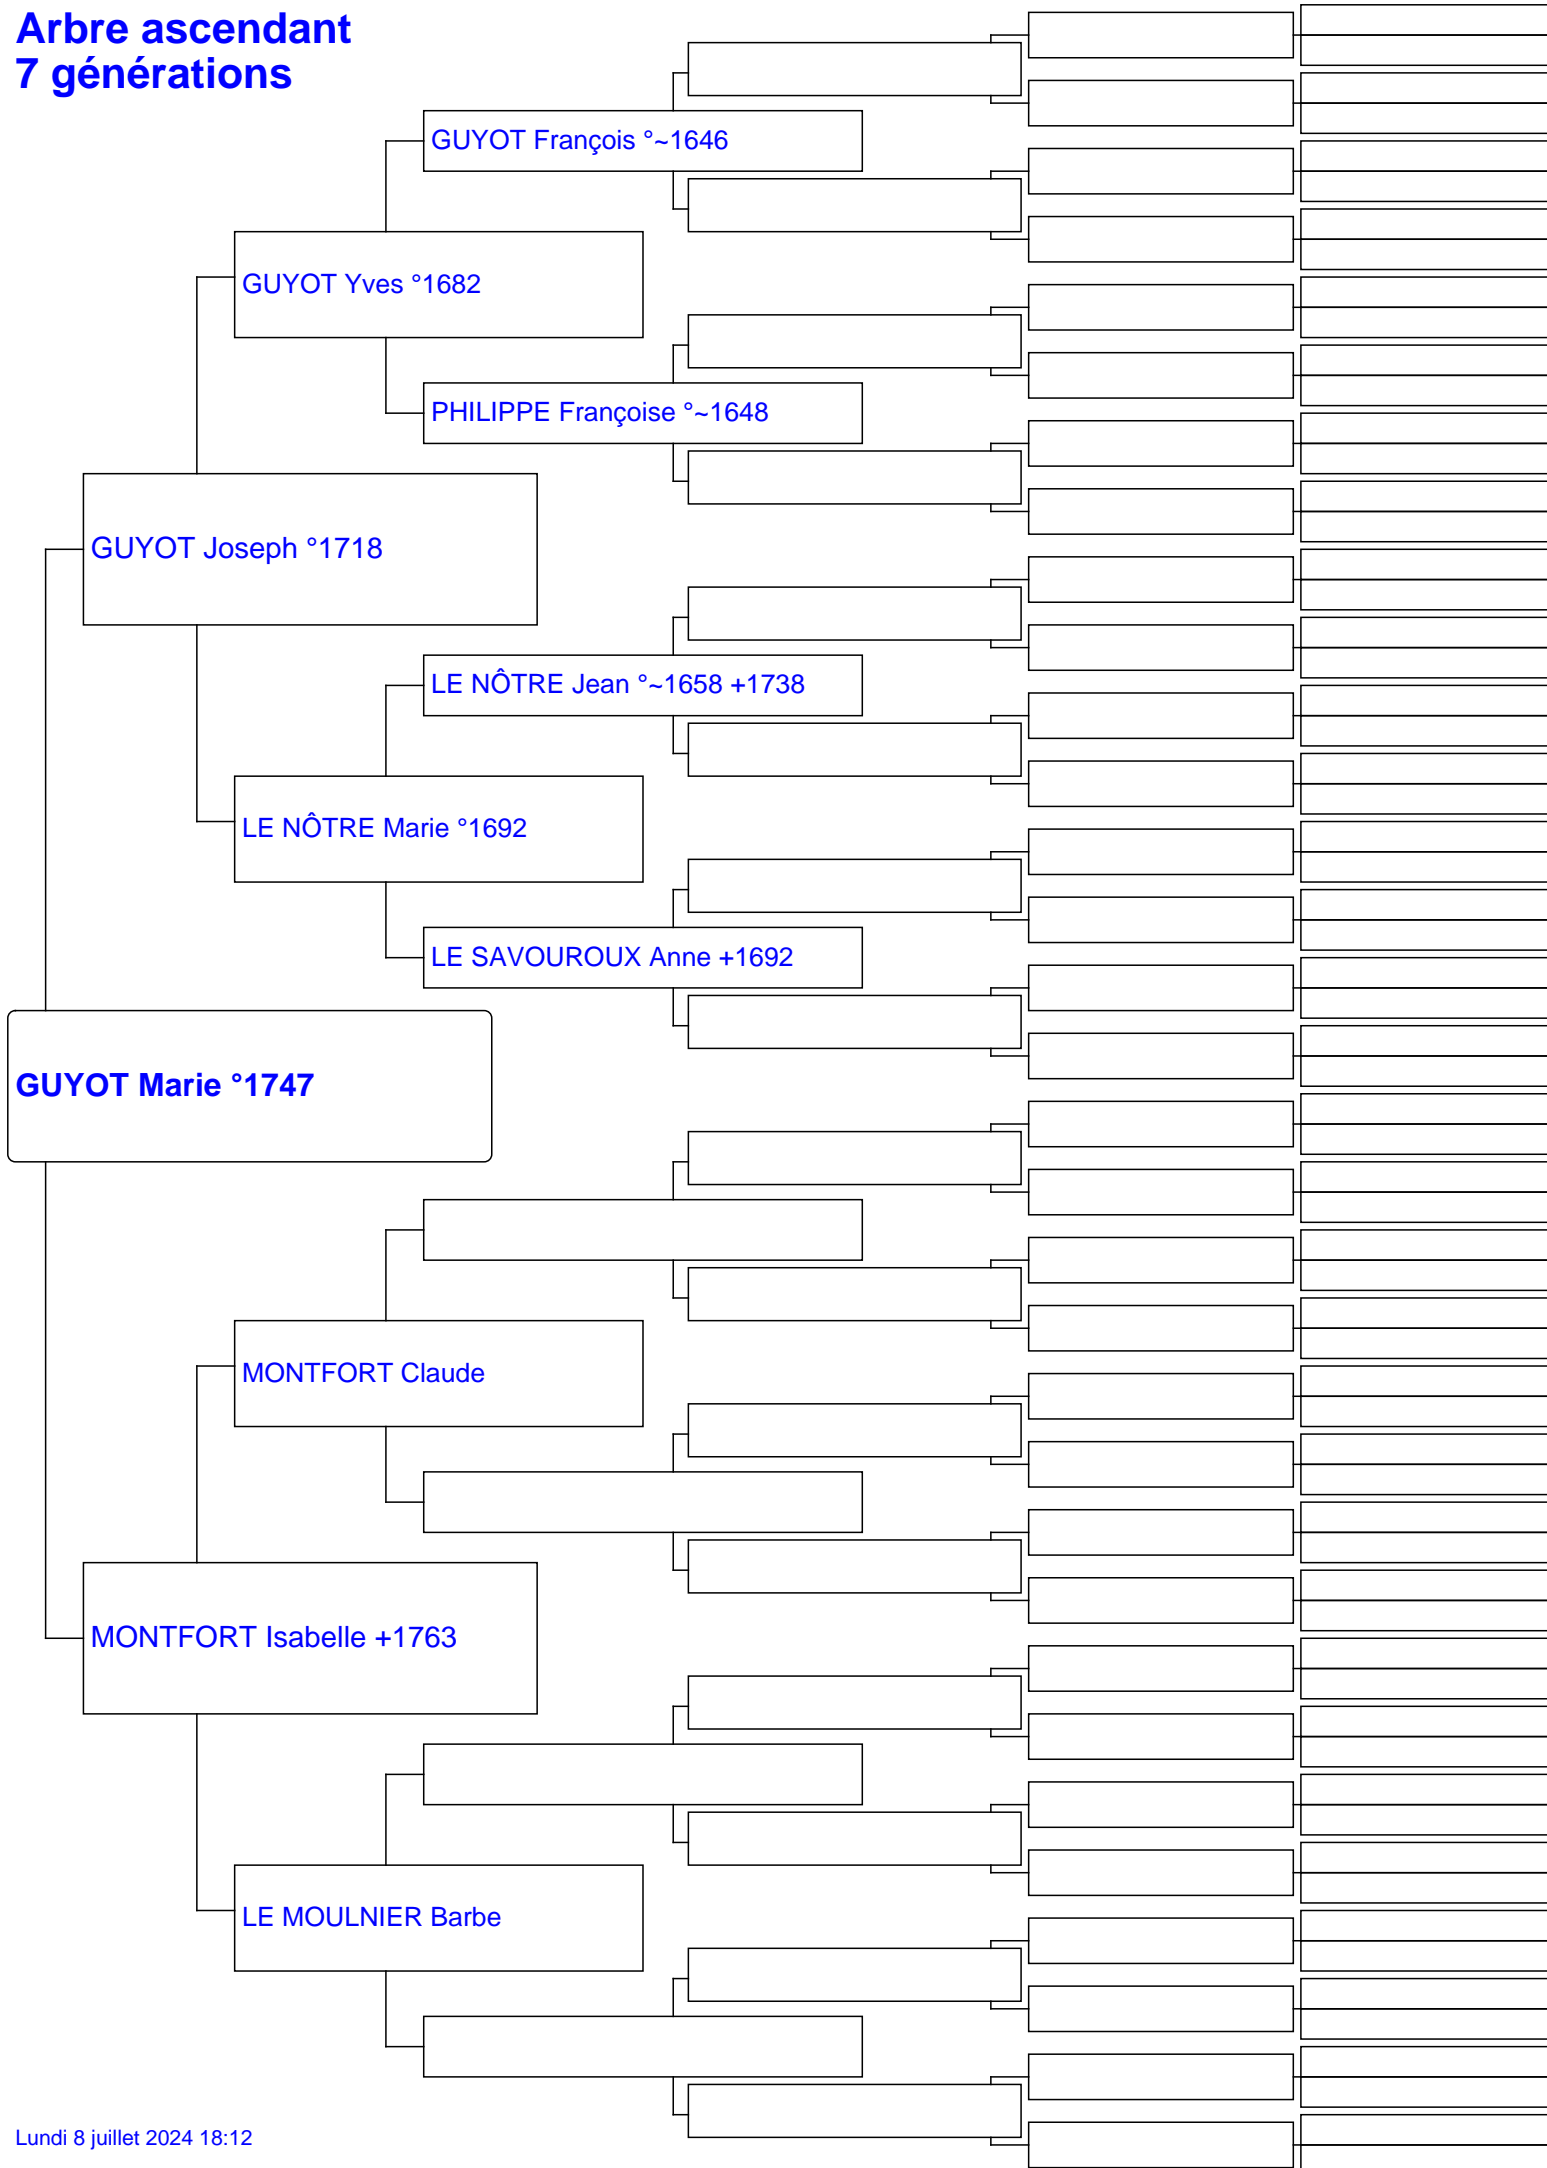 Arbre ascendant
7 générations
GUYOT François °~1646
GUYOT Yves °1682
PHILIPPE Françoise °~1648
GUYOT Joseph °1718
LE NÔTRE Jean °~1658 +1738
LE NÔTRE Marie °1692
LE SAVOUROUX Anne +1692
GUYOT Marie °1747
MONTFORT Claude
MONTFORT Isabelle +1763
LE MOULNIER Barbe
Lundi 8 juillet 2024 18:12